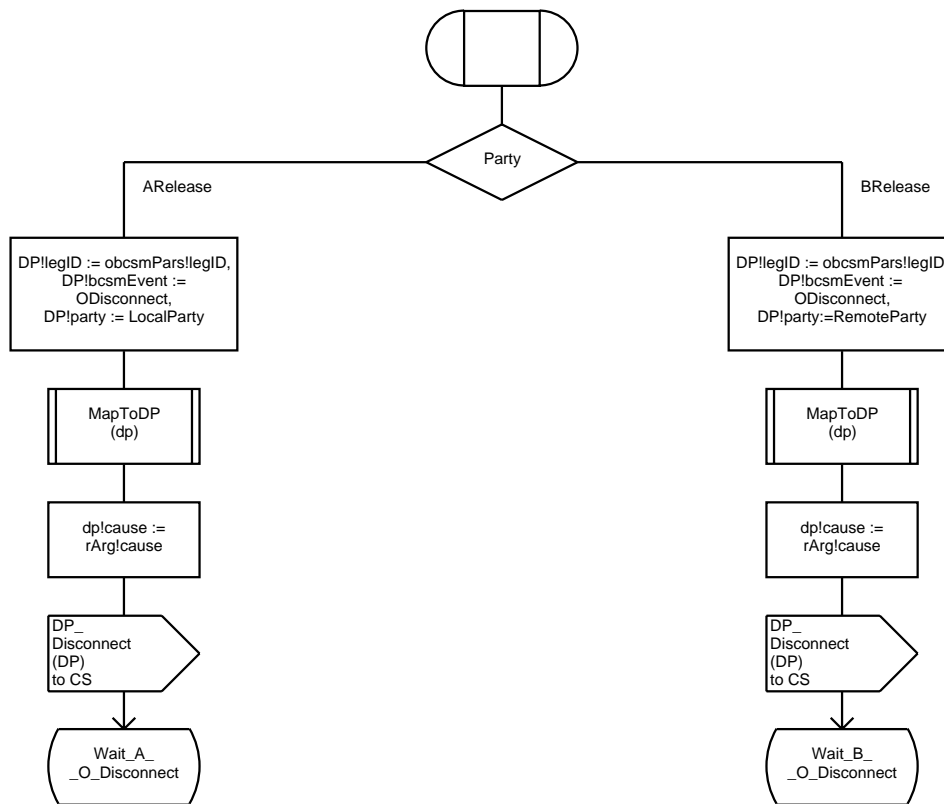 Party
ARelease
BRelease
DP!legID := obcsmPars!legID,
DP!bcsmEvent :=
ODisconnect,
DP!party := LocalParty
DP!legID := obcsmPars!legID
DP!bcsmEvent :=
ODisconnect,
DP!party:=RemoteParty
MapToDP
(dp)
MapToDP
(dp)
dp!cause :=
rArg!cause
dp!cause :=
rArg!cause
DP_
Disconnect
(DP)
to CS
DP_
Disconnect
(DP)
to CS
Wait_A_
_O_Disconnect
Wait_B_
_O_Disconnect